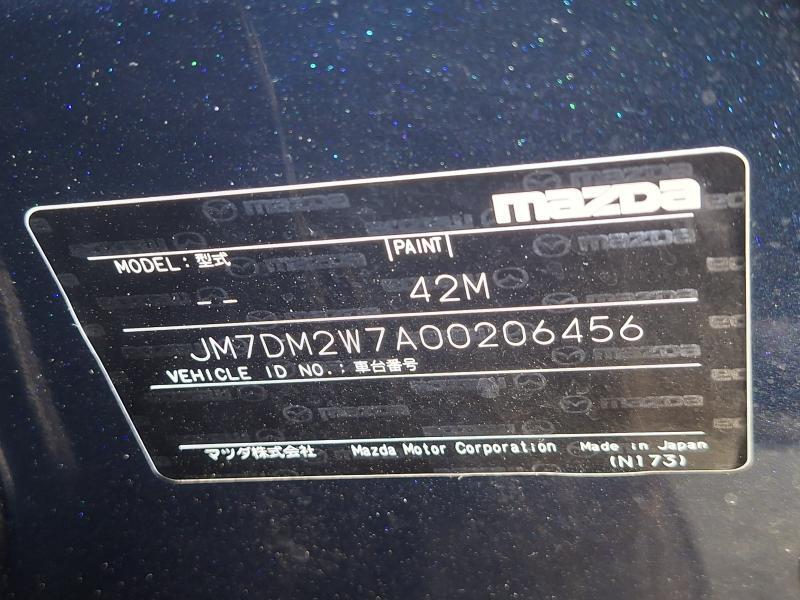 mazda
MODEL: 型式
PAINT
-- 42M
JM7DM2W7A00206456
VEHICLE ID NO.: 車台番号
マツダ株式会社 Mazda Motor Corporation Made in Japan
(N173)